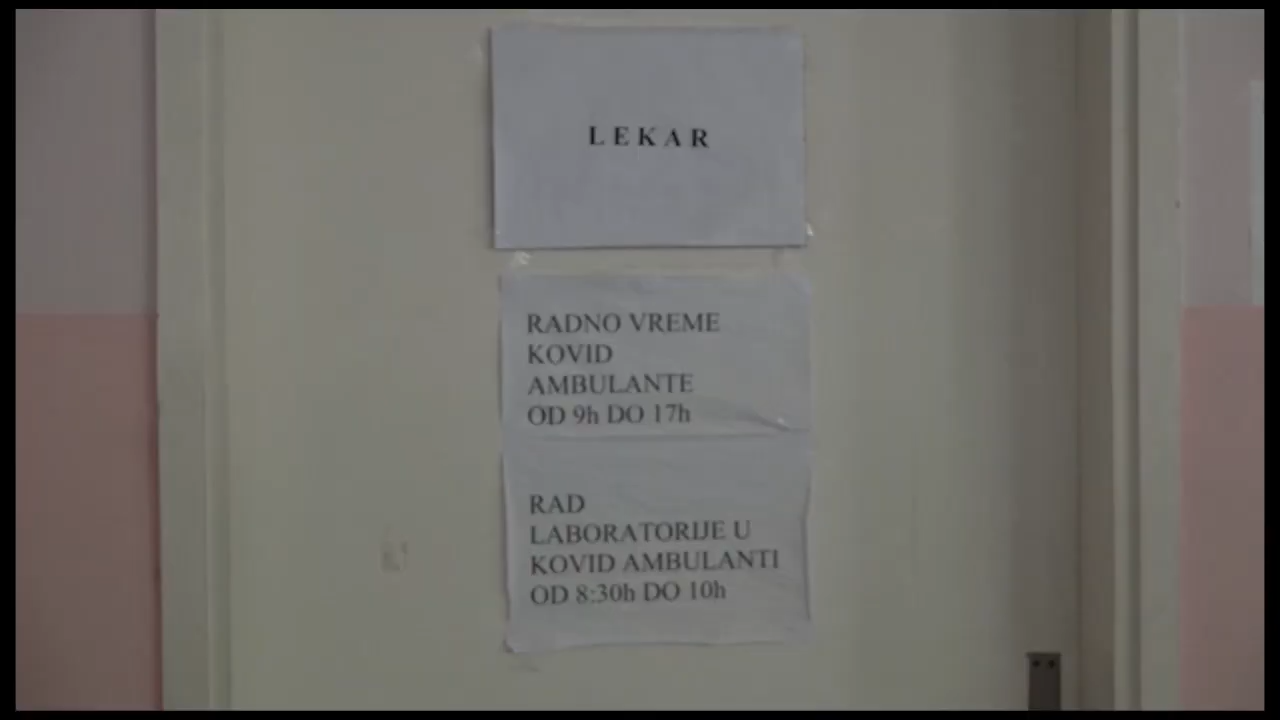 LEKAR
RADNO VREME
KOVID
AMBULANTE
OD 9h DO 17h
RAD
LABORATORIJE U
KOVID AMBULANTI
OD 8:30h DO 10h